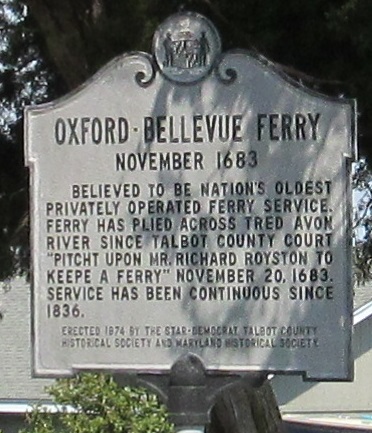 OXFORD-BELLEVUE FERRY
NOVEMBER 1683
BELIEVED TO BE NATION'S OLDEST
PRIVATELY OPERATED FERRY SERVICE.
FERRY HAS PLIED ACROSS TRED AVON
RIVER SINCE TALBOT COUNTY COURT
"PITCHT UPON MR. RICHARD ROYSTON TO
KEEPE A FERRY" NOVEMBER 20, 1683.
SERVICE HAS BEEN CONTINUOUS SINCE
1836.
ERECTED 1974 BY THE STAR-DEMOCRAT, TALBOT COUNTY
HISTORICAL SOCIETY AND MARYLAND HISTORICAL SOCIETY.